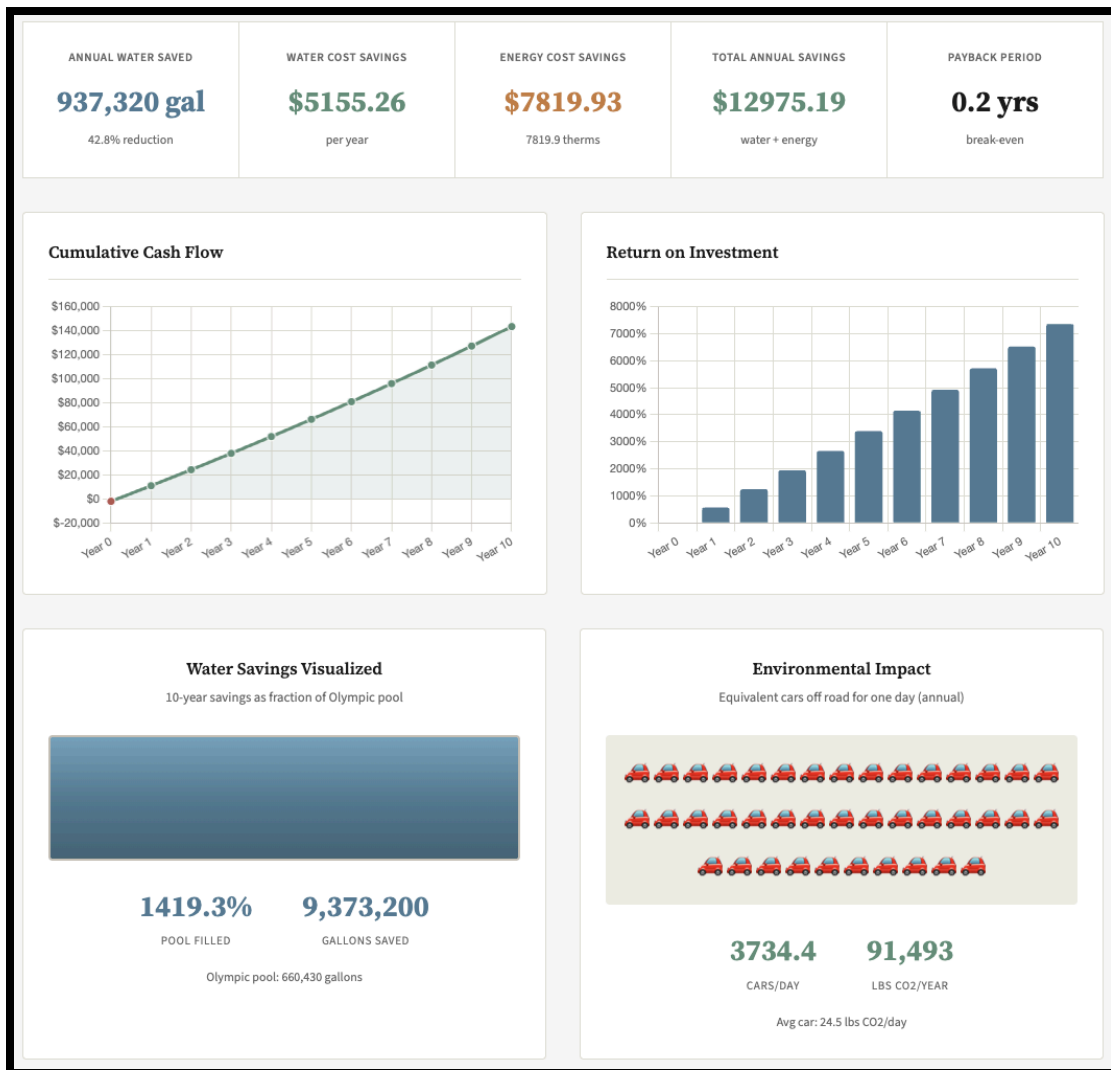 ANNUAL WATER SAVED
937,320 gal
42.8% reduction
WATER COST SAVINGS
$5155.26
per year
ENERGY COST SAVINGS
$7819.93
7819.9 therms
TOTAL ANNUAL SAVINGS
$12975.19
water + energy
PAYBACK PERIOD
0.2 yrs
break-even
Cumulative Cash Flow
$160,000
$140,000
$120,000
$100,000
$80,000
$60,000
$40,000
$20,000
$0
$-20,000
Year 0
Year 1
Year 2
Year 3
Year 4
Year 5
Year 6
Year 7
Year 8
Year 9
Year 10
Return on Investment
8000%
7000%
6000%
5000%
4000%
3000%
2000%
1000%
0%
Year 0
Year 1
Year 2
Year 3
Year 4
Year 5
Year 6
Year 7
Year 8
Year 9
Year 10
Water Savings Visualized
10-year savings as fraction of Olympic pool
1419.3%
POOL FILLED
9,373,200
GALLONS SAVED
Olympic pool: 660,430 gallons
Environmental Impact
Equivalent cars off road for one day (annual)
3734.4
CARS/DAY
91,493
LBS CO2/YEAR
Avg car: 24.5 lbs CO2/day